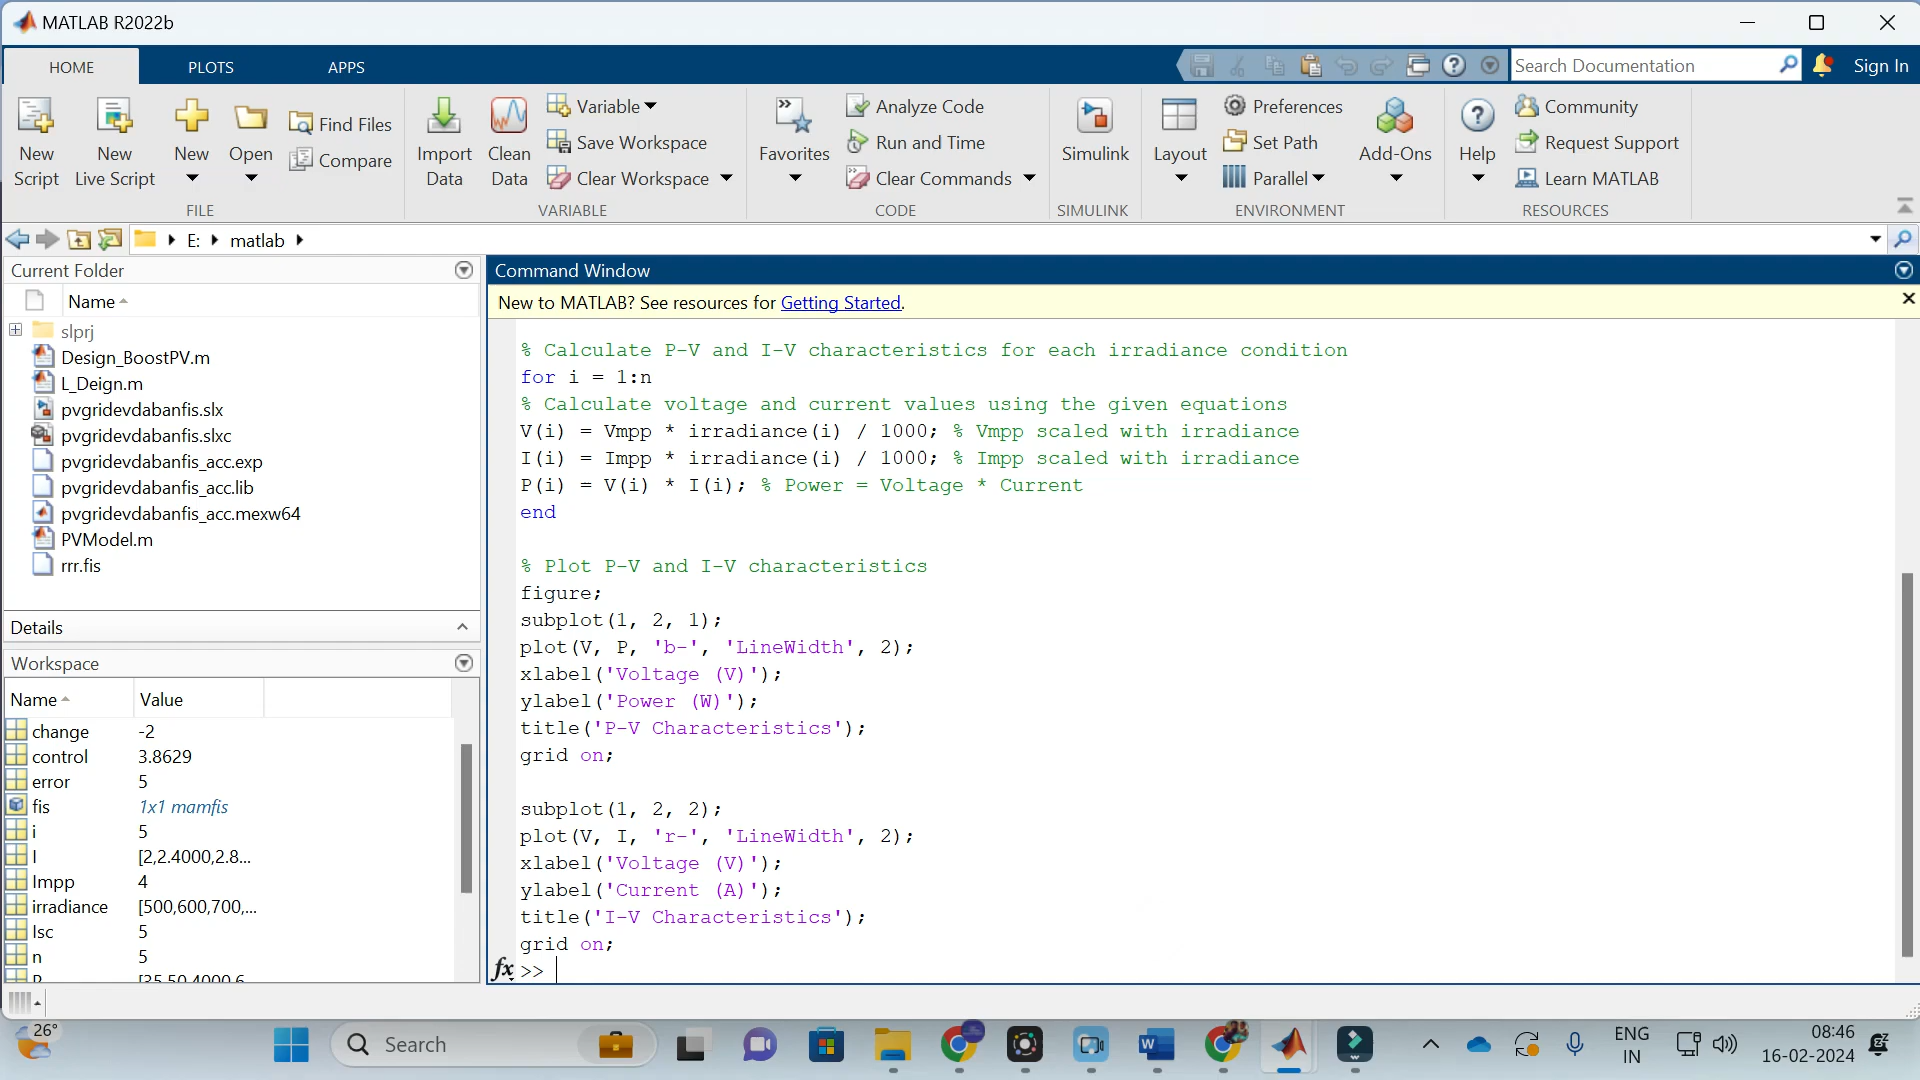 MATLAB R2022b
HOME
PLOTS
APPS
Search Documentation
Sign In
New Script
New Live Script
New
Open
Find Files
Compare
FILE
Import Data
Clean Data
Variable
Save Workspace
Clear Workspace
VARIABLE
Favorites
Analyze Code
Run and Time
Clear Commands
CODE
Simulink
SIMULINK
Layout
Preferences
Set Path
Parallel
Add-Ons
ENVIRONMENT
Help
Community
Request Support
Learn MATLAB
RESOURCES
E:
matlab
Current Folder
Name
slprj
Design_BoostPV.m
L_Deign.m
pvgridevdabanfis.slx
pvgridevdabanfis.slxc
pvgridevdabanfis_acc.exp
pvgridevdabanfis_acc.lib
pvgridevdabanfis_acc.mexw64
PVModel.m
rrr.fis
Details
Workspace
Name Value
change -2
control 3.8629
error 5
fis 1x1 mamfis
i 5
I [2,2.4000,2.8...
Impp 4
irradiance [500,600,700,...
Isc 5
n 5
Command Window
New to MATLAB? See resources for Getting Started.
% Calculate P-V and I-V characteristics for each irradiance condition
for i = 1:n
% Calculate voltage and current values using the given equations
V(i) = Vmpp * irradiance(i) / 1000; % Vmpp scaled with irradiance
I(i) = Impp * irradiance(i) / 1000; % Impp scaled with irradiance
P(i) = V(i) * I(i); % Power = Voltage * Current
end
% Plot P-V and I-V characteristics
figure;
subplot(1, 2, 1);
plot(V, P, 'b-', 'LineWidth', 2);
xlabel('Voltage (V)');
ylabel('Power (W)');
title('P-V Characteristics');
grid on;
subplot(1, 2, 2);
plot(V, I, 'r-', 'LineWidth', 2);
xlabel('Voltage (V)');
ylabel('Current (A)');
title('I-V Characteristics');
grid on;
fx >>
26°
Search
ENG
IN
08:46
16-02-2024